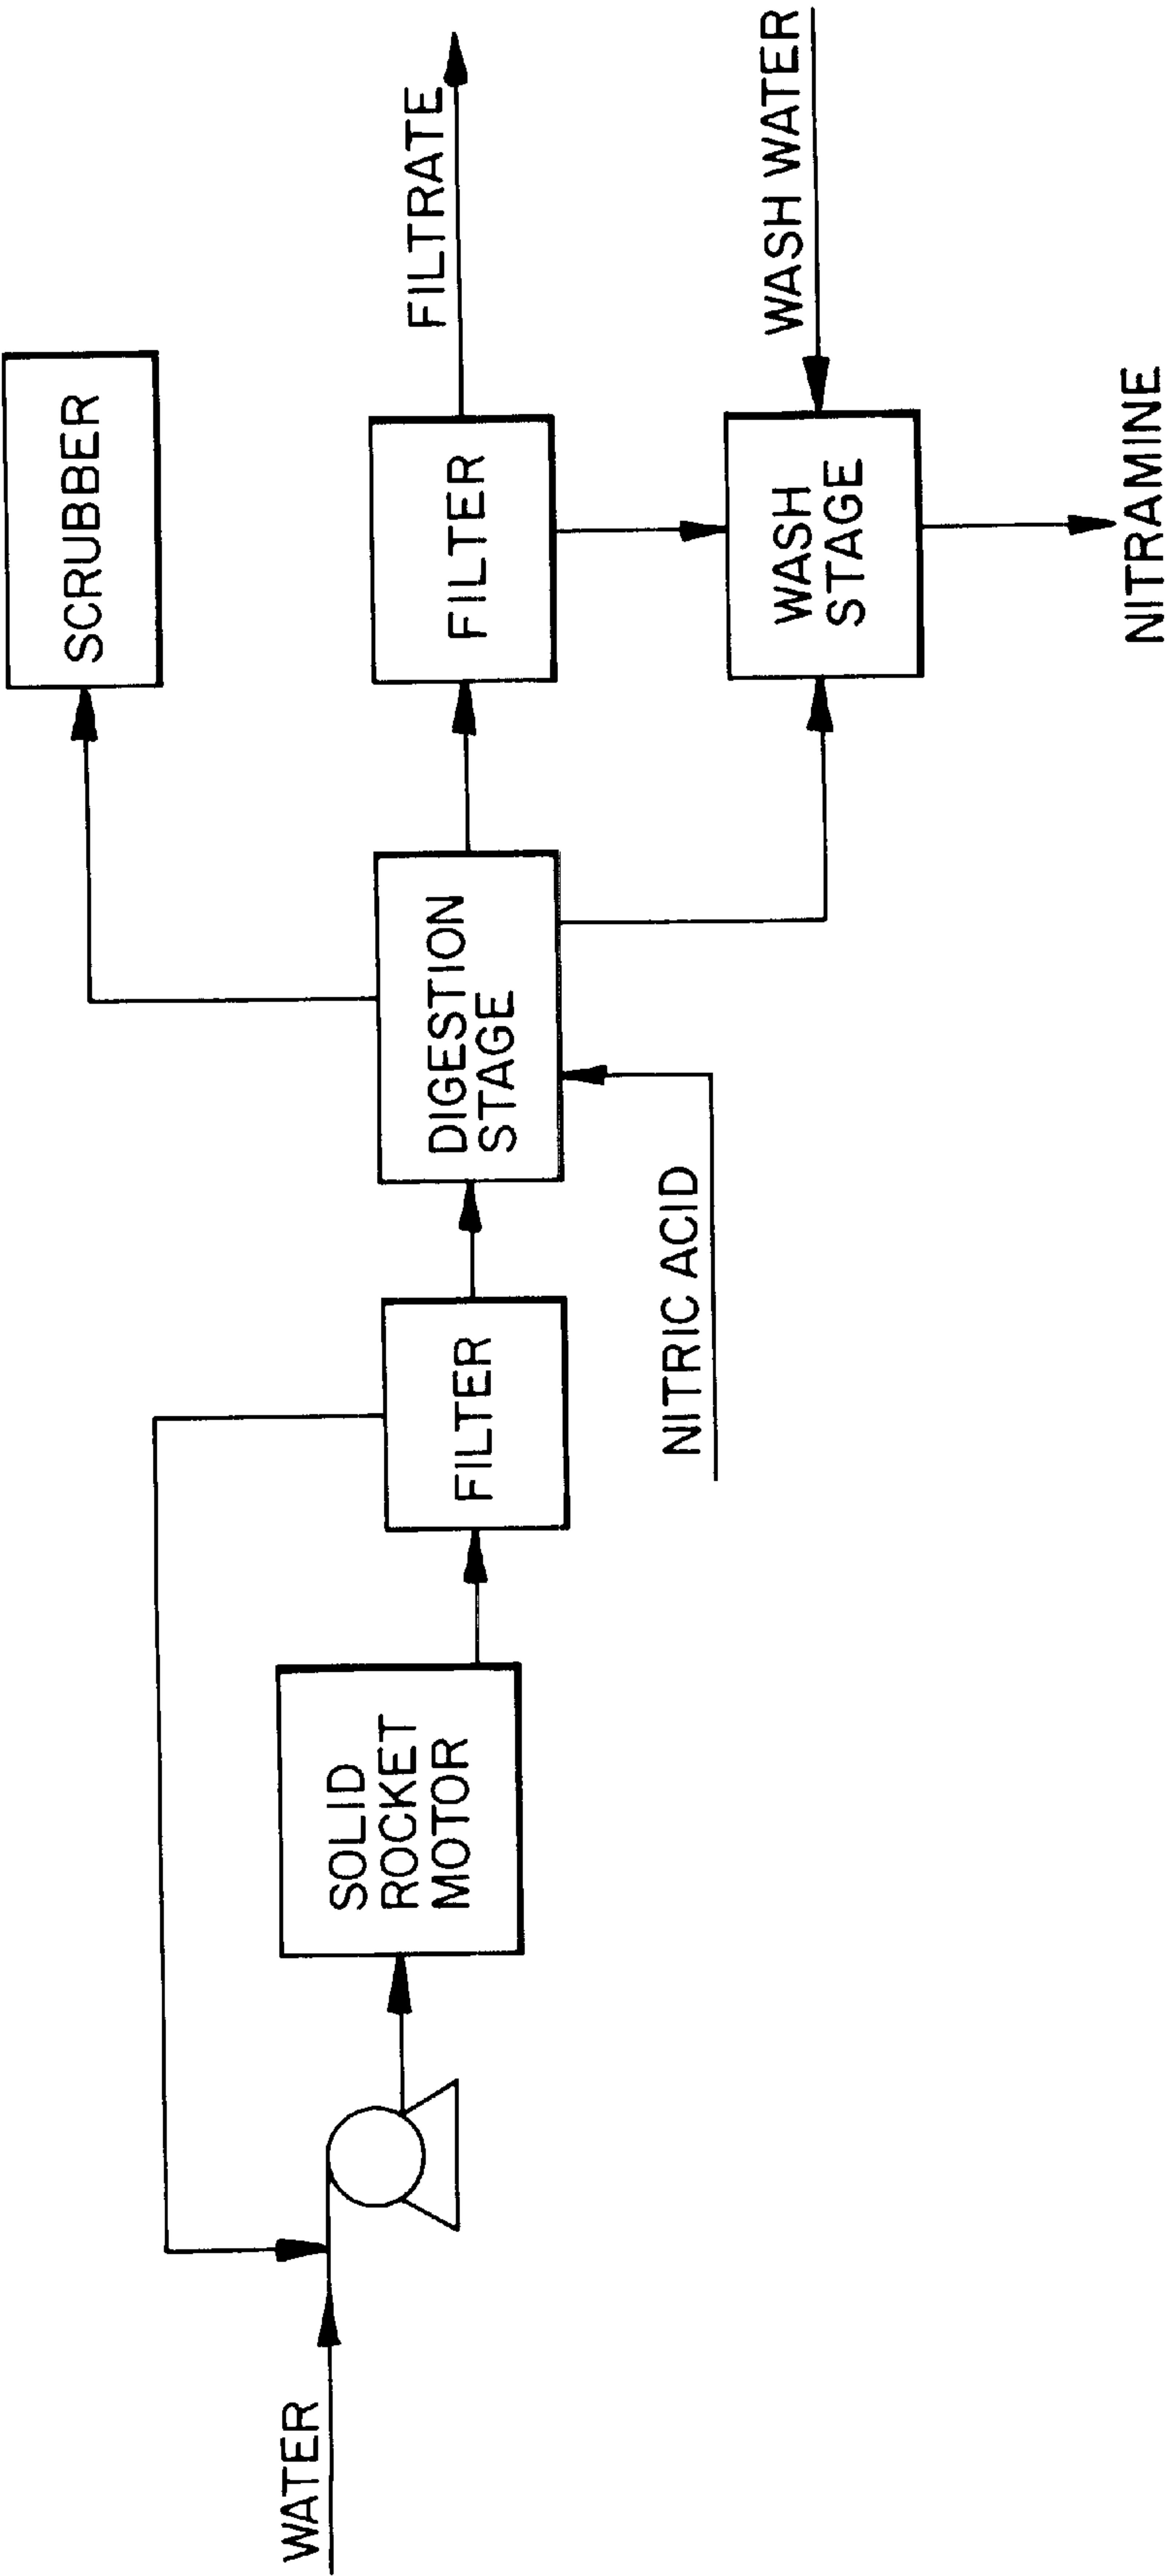 WATER
SOLID
ROCKET
MOTOR
FILTER
NITRIC ACID
DIGESTION
STAGE
SCRUBBER
FILTER
FILTRATE
WASH
STAGE
WASH WATER
NITRAMINE